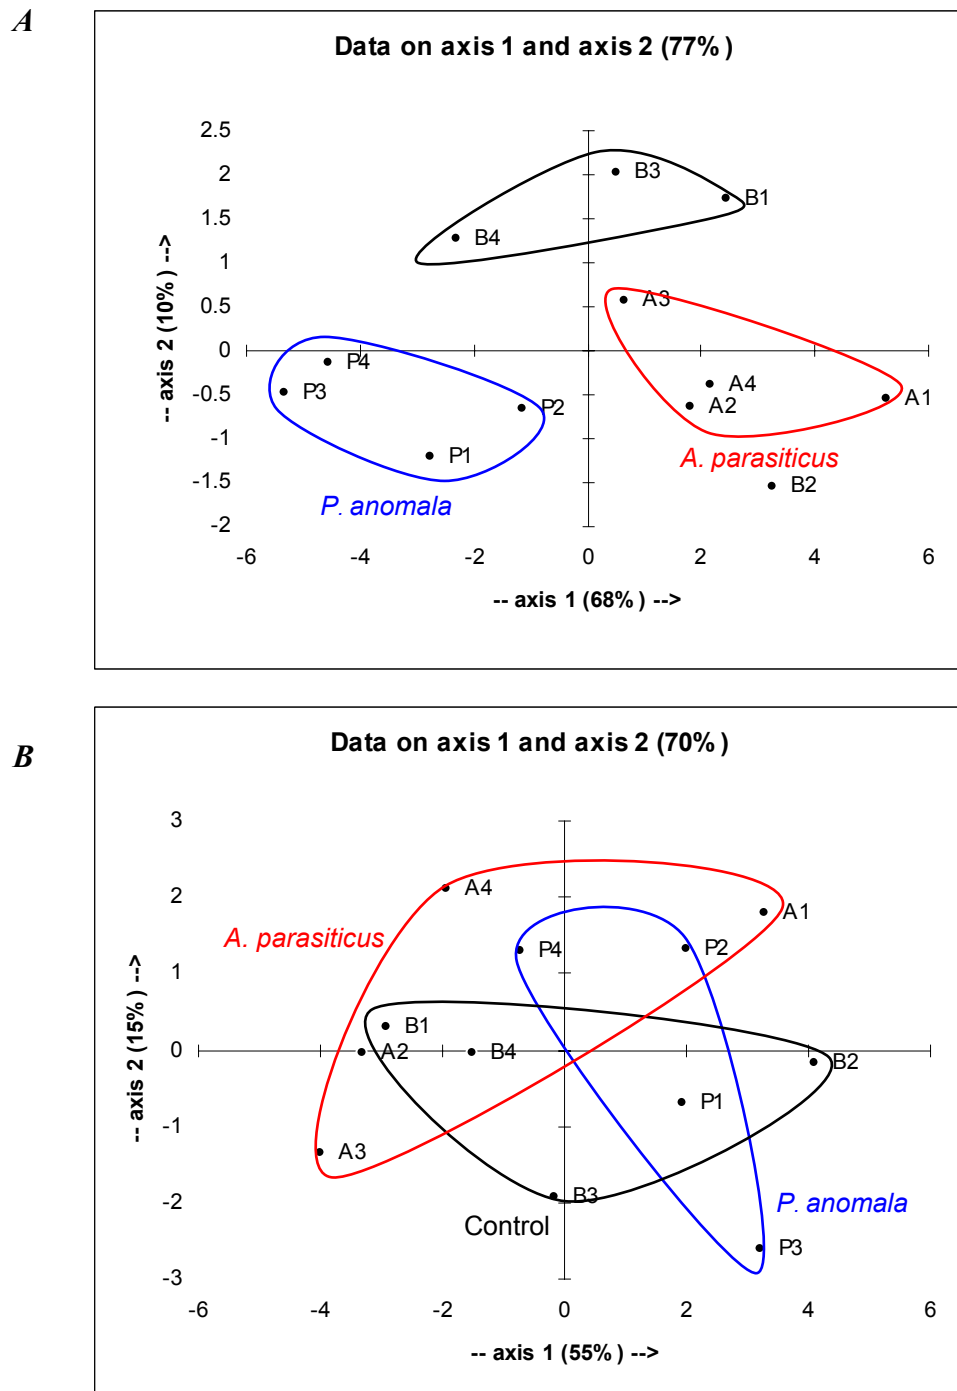 A
Data on axis 1 and axis 2 (77%)
2.5
2
1.5
1
0.5
0
-0.5
-1
-1.5
-2
-- axis 2 (10%) -->
B3
B1
B4
A3
P4
P3
P2
A4
A2
A1
P1
A. parasiticus
B2
P. anomala
-6 -4 -2 0 2 4 6
-- axis 1 (68%) -->
B
Data on axis 1 and axis 2 (70%)
3
2
1
0
-1
-2
-3
-- axis 2 (15%) -->
A4
A1
A. parasiticus
P4
P2
B1
A2
B4
B2
P1
A3
B3
Control
P. anomala
P3
-6 -4 -2 0 2 4 6
-- axis 1 (55%) -->